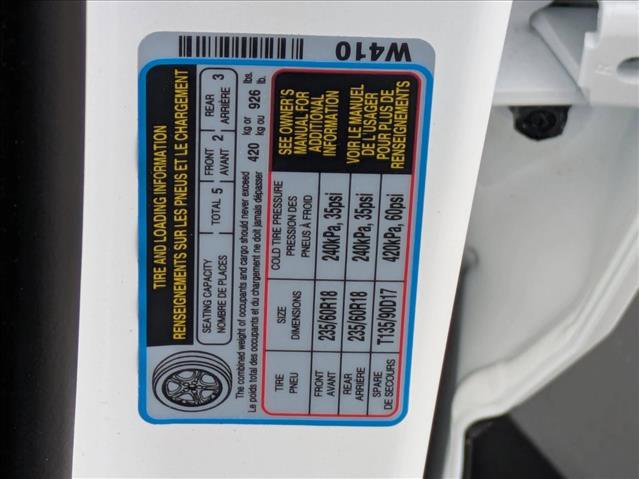 W410
TIRE AND LOADING INFORMATION
RENSEIGNEMENTS SUR LES PNEUS ET LE CHARGEMENT
SEATING CAPACITY
NOMBRE DE PLACES
TOTAL 5
FRONT 2
AVANT
REAR 3
ARRIÈRE
The combined weight of occupants and cargo should never exceed
Le poids total des occupants et du chargement ne doit jamais dépasser
420 kg or 926 lbs.
kg ou lb.
TIRE SIZE COLD TIRE PRESSURE
PNEU DIMENSIONS PRESSION DES
PNEUS À FROID
FRONT
AVANT
235/60R18 240kPa, 35psi
REAR
ARRIÈRE
235/60R18 240kPa, 35psi
SPARE
DE SECOURS
T135/90D17 420kPa, 60psi
SEE OWNER'S
MANUAL FOR
ADDITIONAL
INFORMATION
VOIR LE MANUEL
DE L'USAGER
POUR PLUS DE
RENSEIGNEMENTS